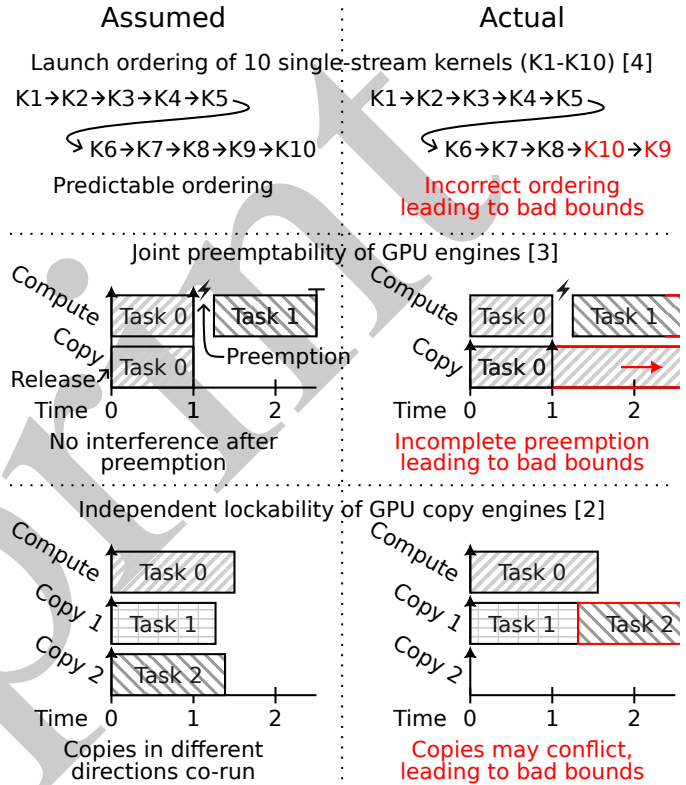 Assumed
Actual
Launch ordering of 10 single-stream kernels (K1-K10) [4]
K1→K2→K3→K4→K5
K6→K7→K8→K9→K10
Predictable ordering
K1→K2→K3→K4→K5
K6→K7→K8→K10→K9
Incorrect ordering
leading to bad bounds
Joint preemptability of GPU engines [3]
Compute
Task 0
Task 1
Copy
Task 0
Preemption
Release
Time 0 1 2
No interference after
preemption
Compute
Task 0
Task 1
Copy
Task 0
Time 0 1 2
Incomplete preemption
leading to bad bounds
Independent lockability of GPU copy engines [2]
Compute
Task 0
Copy 1
Task 1
Copy 2
Task 2
Time 0 1 2
Copies in different
directions co-run
Compute
Task 0
Copy 1
Task 1
Task 2
Copy 2
Time 0 1 2
Copies may conflict,
leading to bad bounds
print